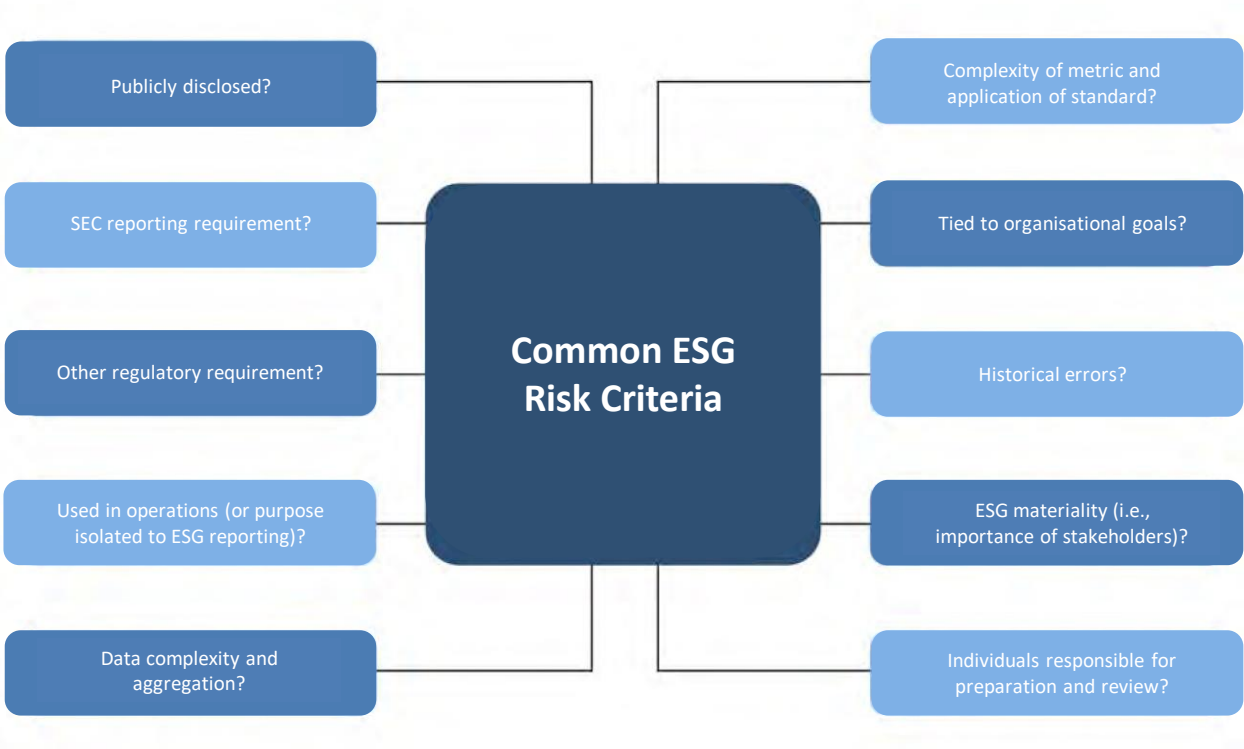 Publicly disclosed?
SEC reporting requirement?
Other regulatory requirement?
Used in operations (or purpose
isolated to ESG reporting)?
Data complexity and
aggregation?
Common ESG
Risk Criteria
Complexity of metric and
application of standard?
Tied to organisational goals?
Historical errors?
ESG materiality (i.e.,
importance of stakeholders)?
Individuals responsible for
preparation and review?